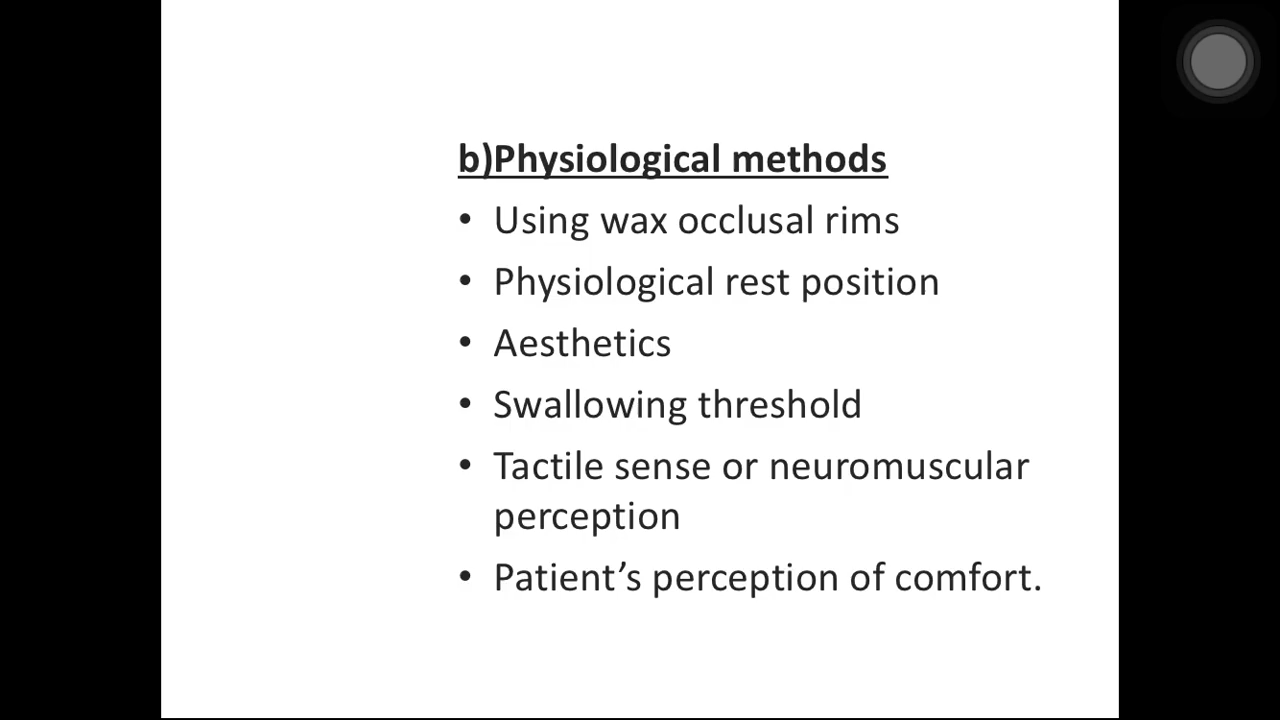 b)Physiological methods
• Using wax occlusal rims
• Physiological rest position
• Aesthetics
• Swallowing threshold
• Tactile sense or neuromuscular
perception
• Patient’s perception of comfort.